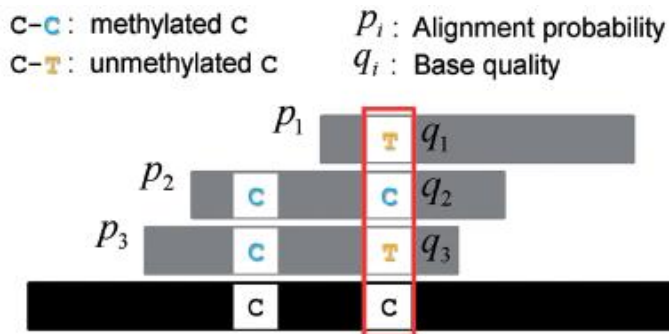 C-C: methylated C
p_i: Alignment probability
C-T: unmethylated C
q_i: Base quality
p_1 T q_1
p_2 C C q_2
p_3 C T q_3
C C